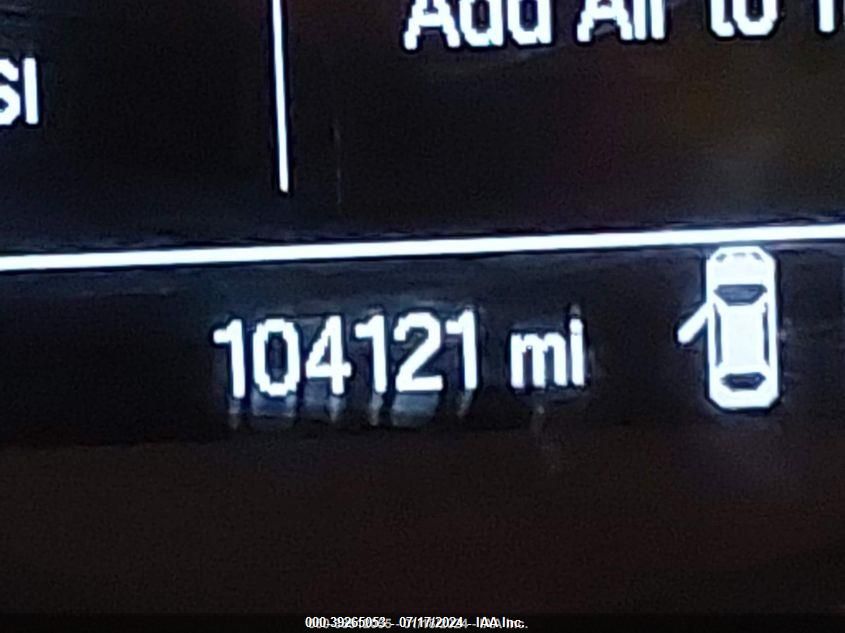 Add Air to
SI
104121 mi
000-39265053 - 07/17/2024 - IAA Inc.